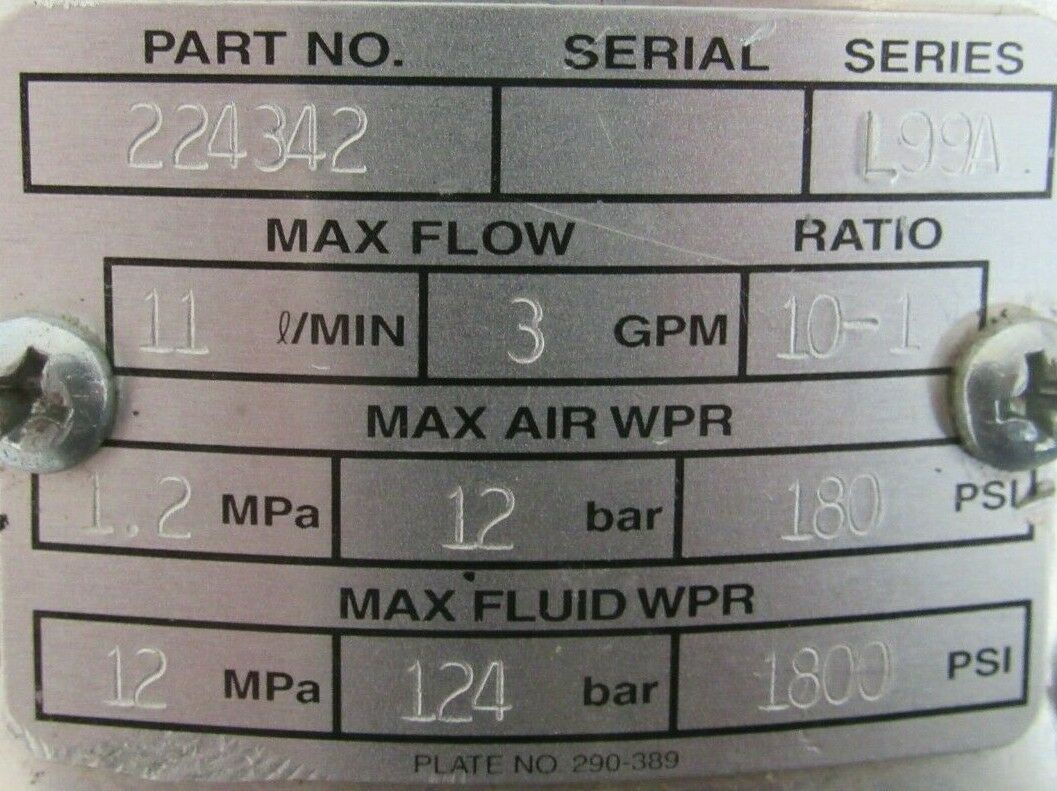 PART NO. SERIAL SERIES
224342 L99A
MAX FLOW RATIO
11 ℓ/MIN 3 GPM 10-1
MAX AIR WPR
1.2 MPa 12 bar 180 PSI
MAX FLUID WPR
12 MPa 124 bar 1800 PSI
PLATE NO 290-389